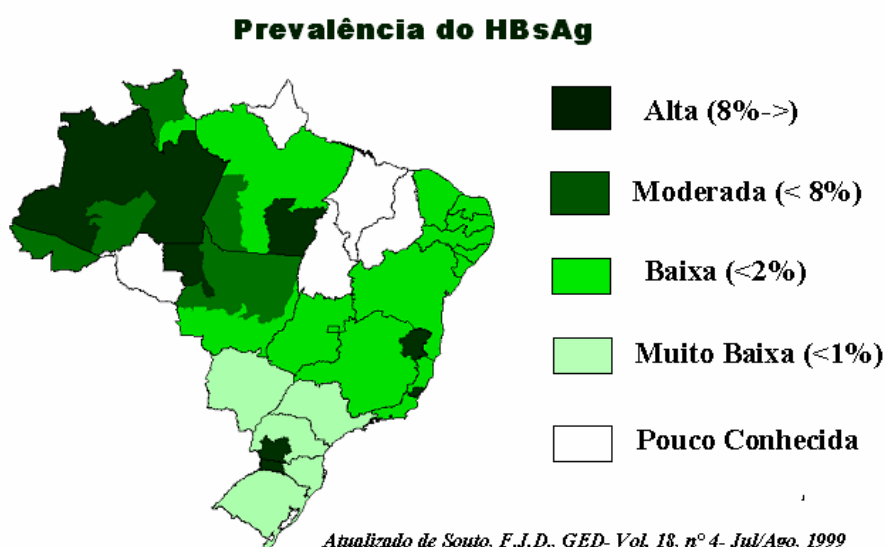 Prevalência do HBsAg
Alta (8%->)
Moderada (< 8%)
Baixa (<2%)
Muito Baixa (<1%)
Pouco Conhecida
Atualizado de Souto, F.J.D., GED- Vol. 18, n° 4- Jul/Ago, 1999